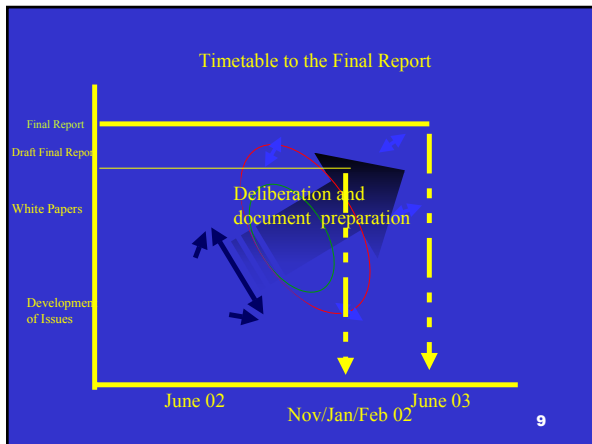 Timetable to the Final Report
Final Report
Draft Final Repor
White Papers
Deliberation and
document preparation
Developmen
of Issues
June 02
June 03
Nov/Jan/Feb 02
9